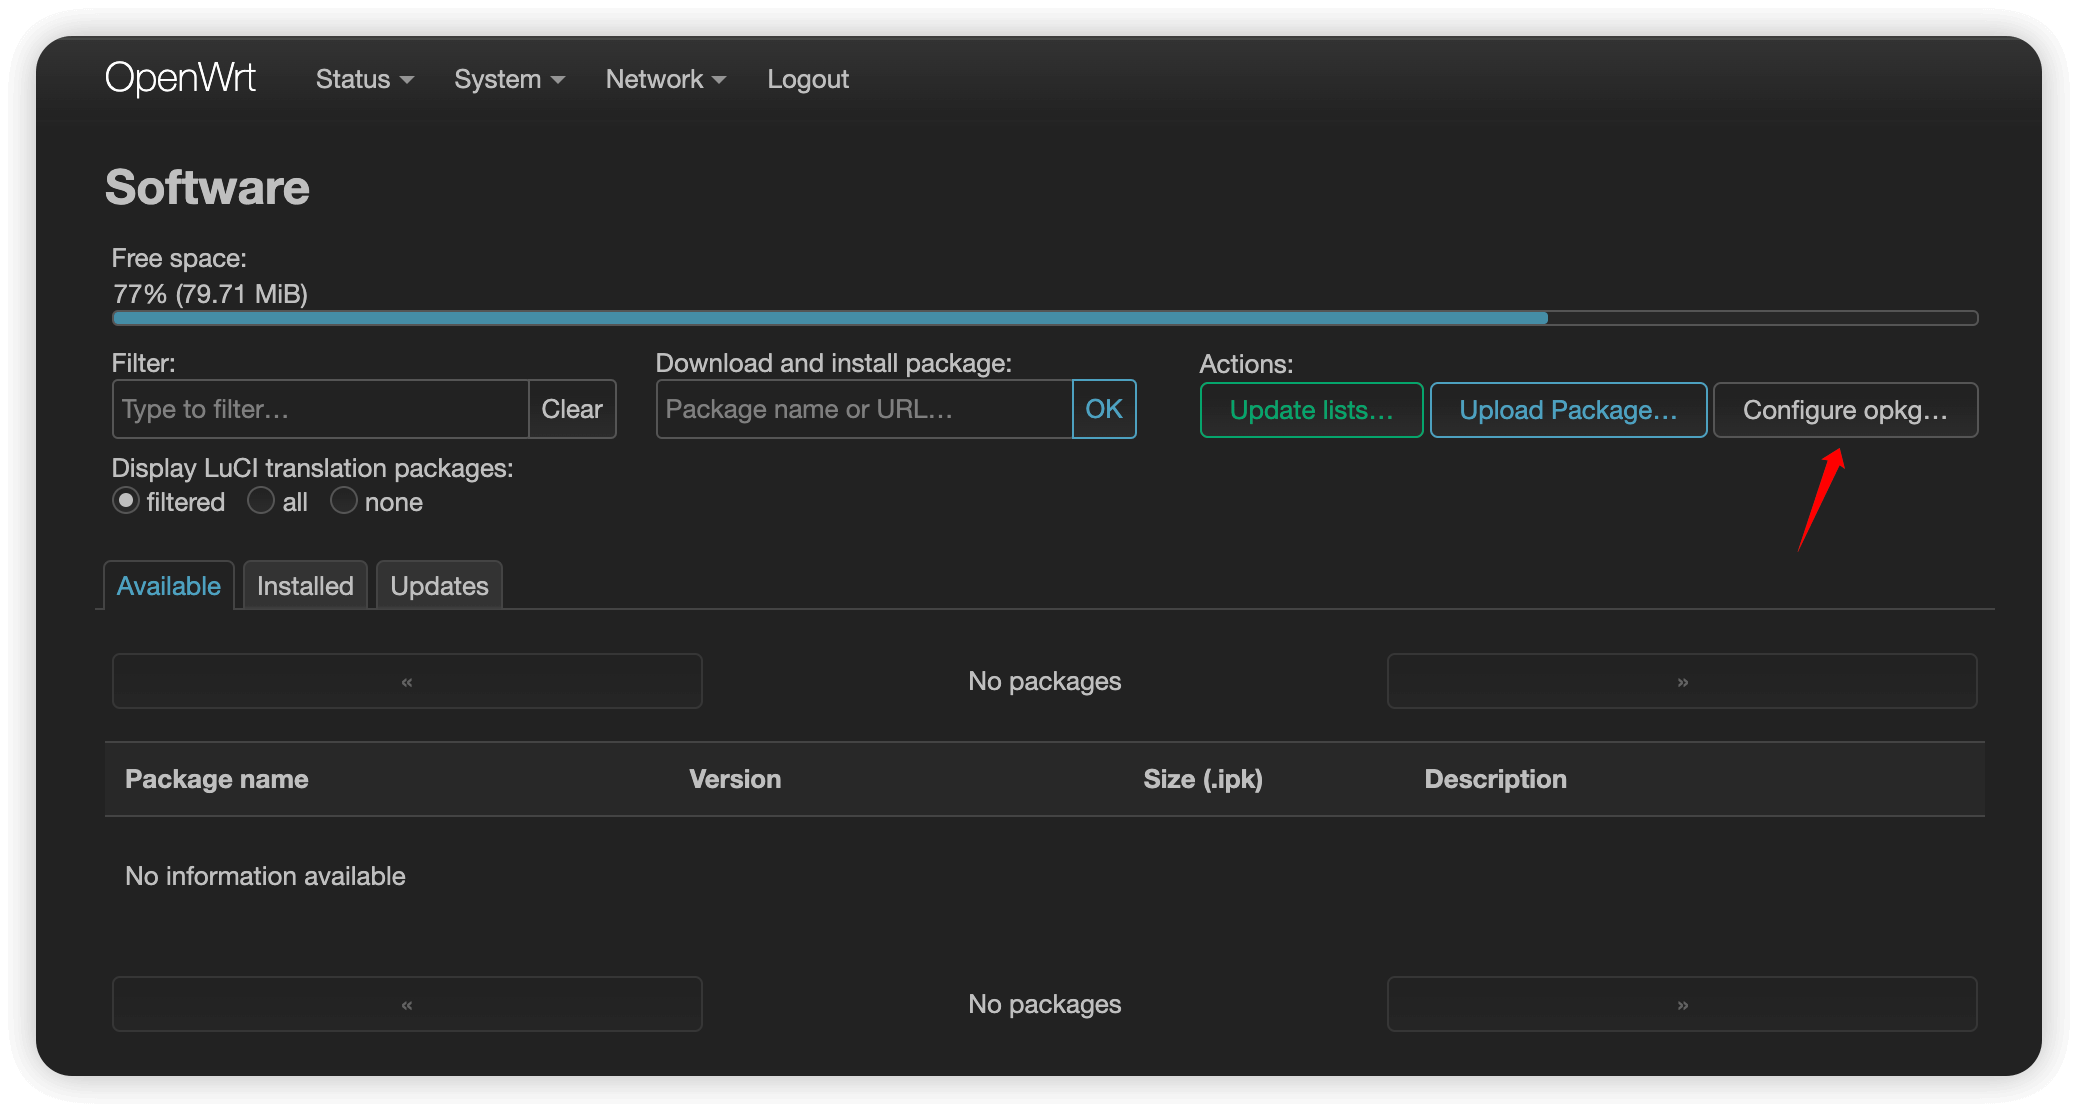 OpenWrt Status System Network Logout
Software
Free space:
77% (79.71 MiB)
Filter: Download and install package: Actions:
Type to filter… Clear Package name or URL… OK Update lists… Upload Package… Configure opkg…
Display LuCI translation packages:
filtered all none
Available Installed Updates
« No packages »
Package name Version Size (.ipk) Description
No information available
« No packages »